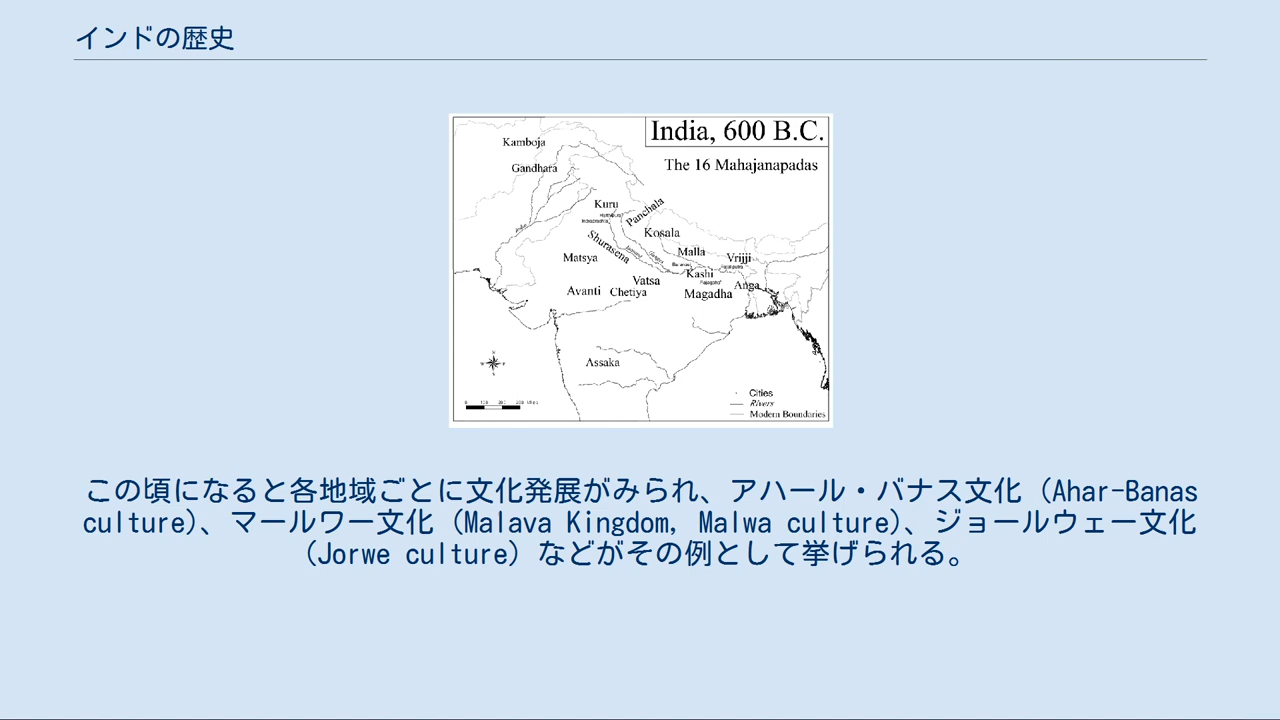 インドの歴史
India, 600 B.C.
The 16 Mahajanapadas
Kamboja
Gandhara
Kuru
Panchala
Kosala
Shurasena
Malla
Vrijji
Matsya
Kashi
Vatsa
Anga
Avanti
Chetiya
Magadha
Assaka
Cities
Rivers
Modern Boundaries
この頃になると各地域ごとに文化発展がみられ、アハール・バナス文化 (Ahar-Banas
culture)、マールワー文化 (Malava Kingdom, Malwa culture)、ジョールウェー文化
(Jorwe culture) などがその例として挙げられる。